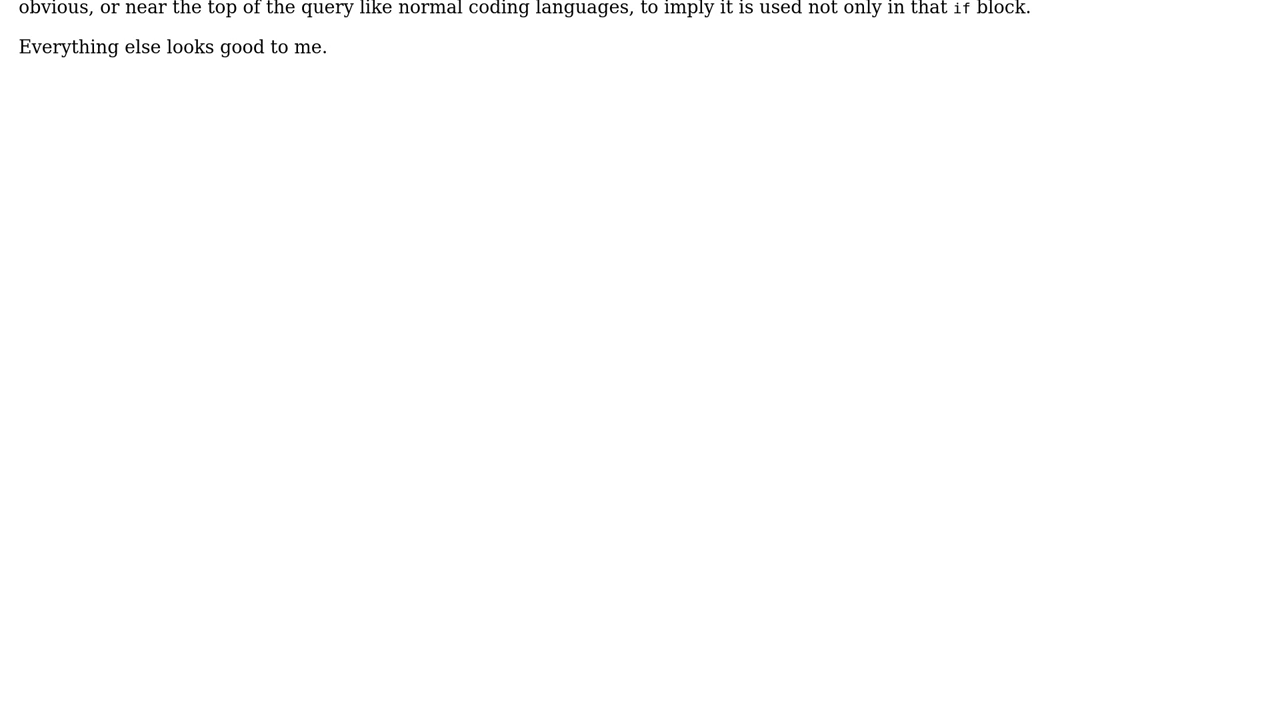 obvious, or near the top of the query like normal coding languages, to imply it is used not only in that if block.
Everything else looks good to me.